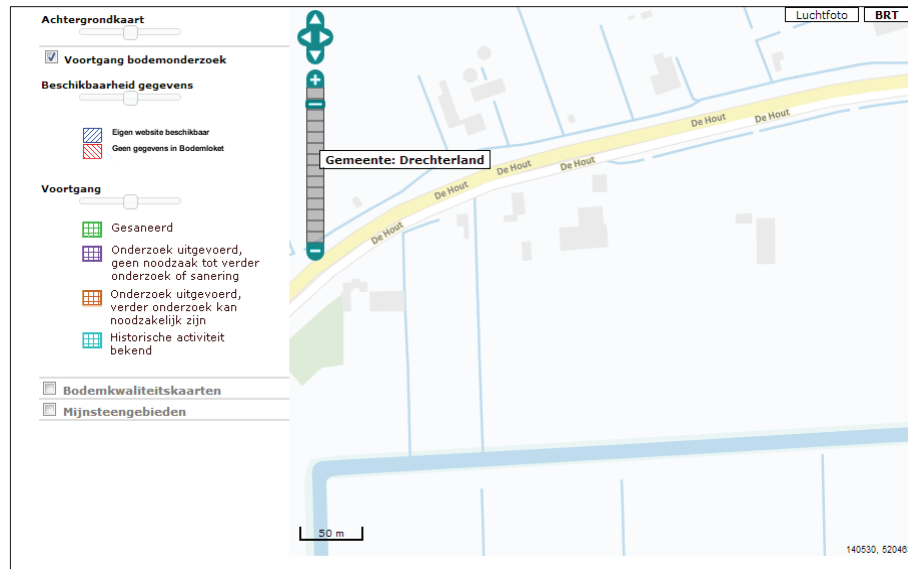 Achtergrondkaart
Voortgang bodemonderzoek
Beschikbaarheid gegevens
Eigen website beschikbaar
Geen gegevens in Bodemloket
Voortgang
Gesaneerd
Onderzoek uitgevoerd,
geen noodzaak tot verder
onderzoek of sanering
Onderzoek uitgevoerd,
verder onderzoek kan
noodzakelijk zijn
Historische activiteit
bekend
Bodemkwaliteitskaarten
Mijnsteengebieden
Luchtfoto
BRT
Gemeente: Drechterland
De Hout
De Hout
De Hout
De Hout
De Hout
De Hout
50 m
140530, 52046